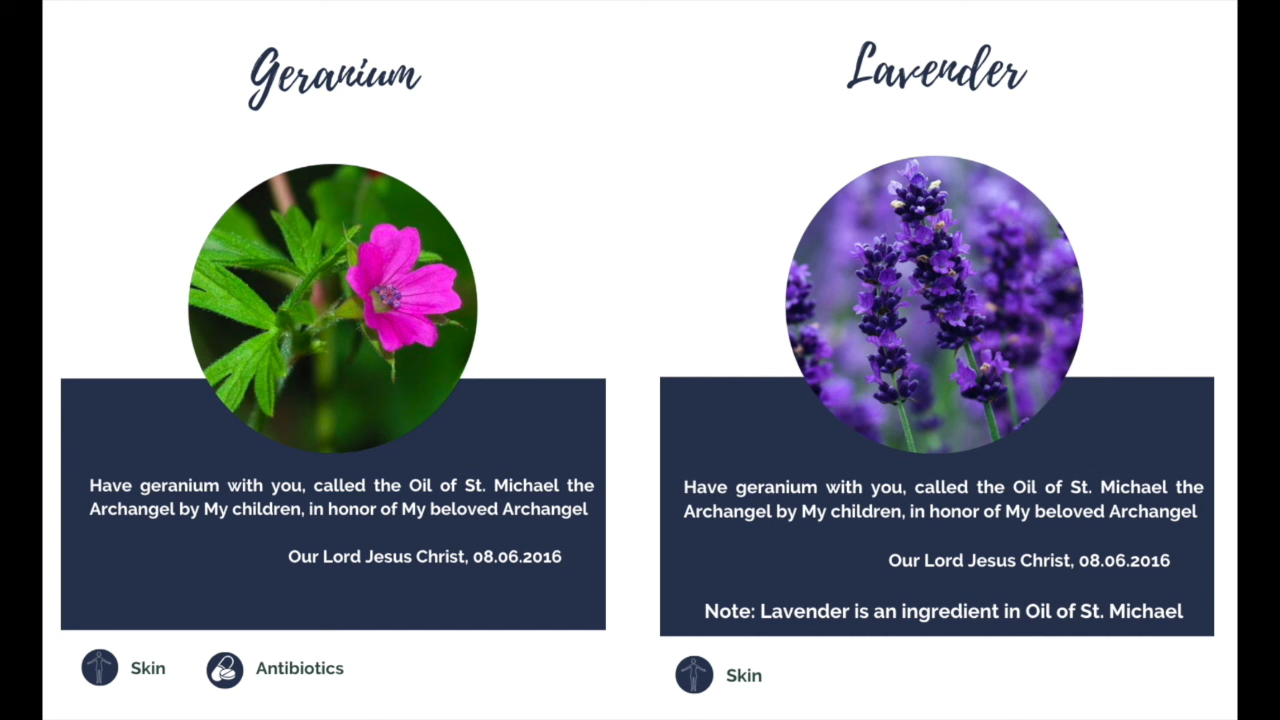 Geranium
Have geranium with you, called the Oil of St. Michael the
Archangel by My children, in honor of My beloved Archangel
Our Lord Jesus Christ, 08.06.2016
Skin
Antibiotics
Lavender
Have geranium with you, called the Oil of St. Michael the
Archangel by My children, in honor of My beloved Archangel
Our Lord Jesus Christ, 08.06.2016
Note: Lavender is an ingredient in Oil of St. Michael
Skin